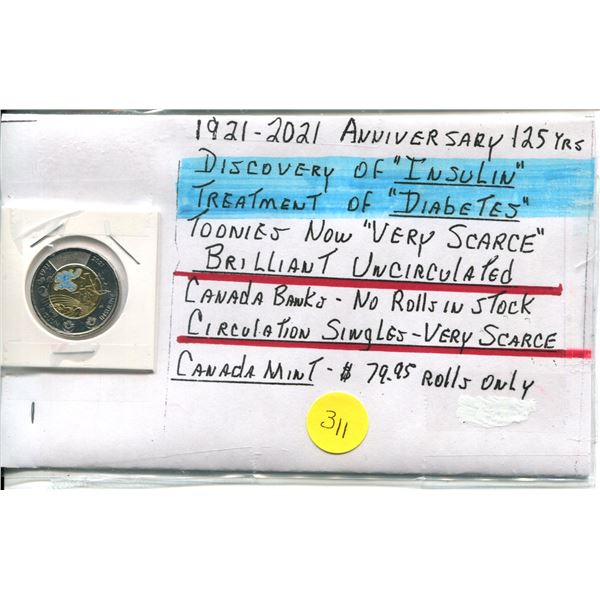 1921-2021 ANNIVERSARY 125 YRS
DISCOVERY OF "INSULIN"
TREATMENT OF "DIABETES"
TOONIES NOW "VERY SCARCE"
BRILLIANT UNCIRCULATED
CANADA BANKS - NO ROLLS IN STOCK
CIRCULATION SINGLES - VERY SCARCE
CANADA MINT - $ 79.95 ROLLS ONLY
311